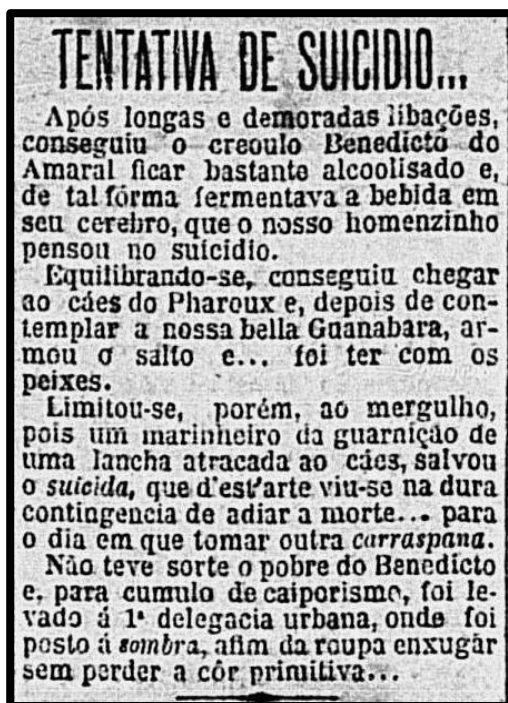 TENTATIVA DE SUICIDIO...
Após longas e demoradas libações,
conseguiu o creoulo Benedicto do
Amaral ficar bastante alcoolisado e,
de tal fórma fermentava a bebida em
seu cerebro, que o nosso homenzinho
pensou no suicidio.
Equilibrando-se, conseguiu chegar
ao cáes do Pharoux e, depois de con-
templar a nossa bella Guanabara, ar-
mou o salto e... foi ter com os
peixes.
Limitou-se, porém, ao mergulho,
pois um marinheiro da guarnição de
uma lancha atracada ao cáes, salvou
o suicida, que d'est'arte viu-se na dura
contingencia de adiar a morte... para
o dia em que tomar outra carraspana.
Não teve sorte o pobre do Benedicto
e, para cumulo de caiporismo, foi le-
vado á 1ª delegacia urbana, onde foi
posto á sombra, afim da roupa enxugar
sem perder a côr primitiva...